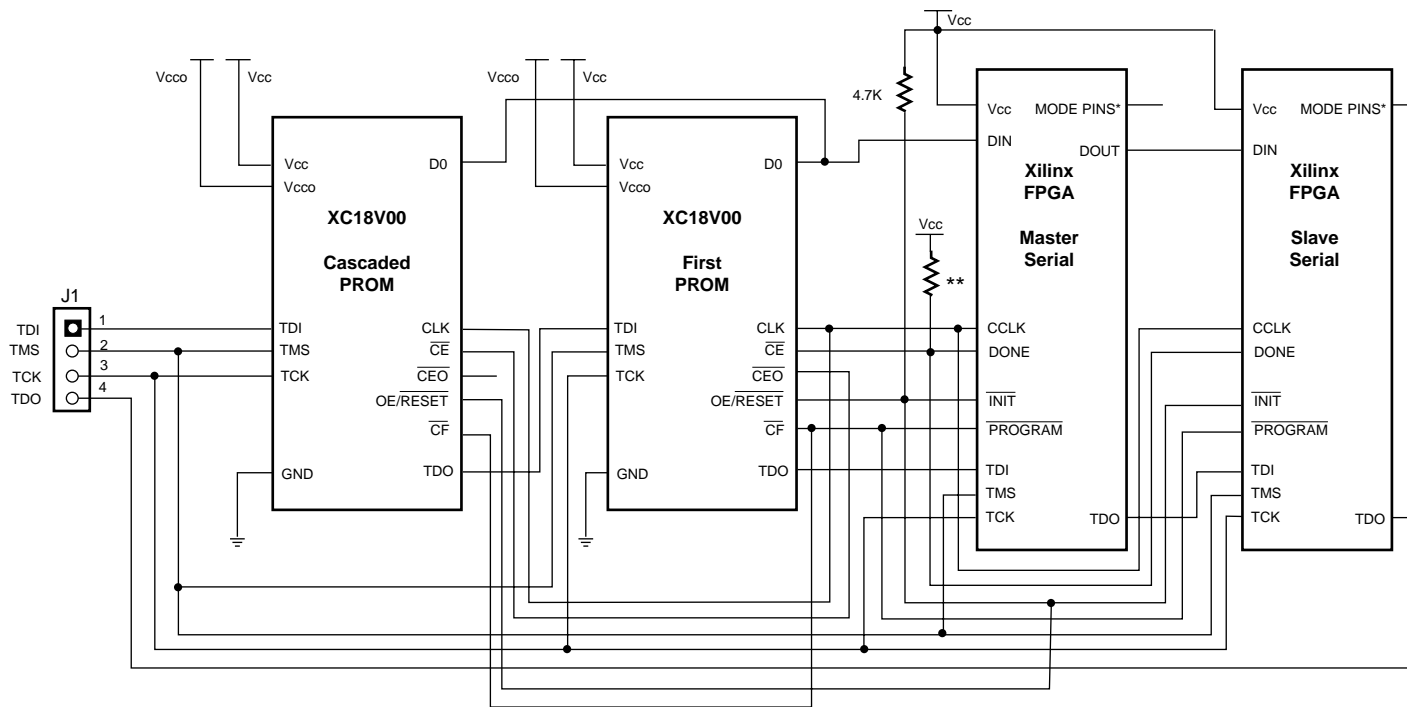 Vcc
Vcco
Vcc
Vcco
Vcc
4.7K
Vcc
MODE PINS*
Vcc
MODE PINS*
DIN
DOUT
DIN
Vcc
Vcco
D0
Vcc
Vcco
D0
Xilinx
FPGA
Master
Serial
Xilinx
FPGA
Slave
Serial
XC18V00
Cascaded
PROM
XC18V00
First
PROM
Vcc
**
J1
TDI
1
TMS
2
TCK
3
TDO
4
TDI
TMS
TCK
GND
CLK
CE
CEO
OE/RESET
CF
TDO
TDI
TMS
TCK
GND
CLK
CE
CEO
OE/RESET
CF
TDO
CCLK
DONE
INIT
PROGRAM
TDI
TMS
TCK
TDO
CCLK
DONE
INIT
PROGRAM
TDI
TMS
TCK
TDO